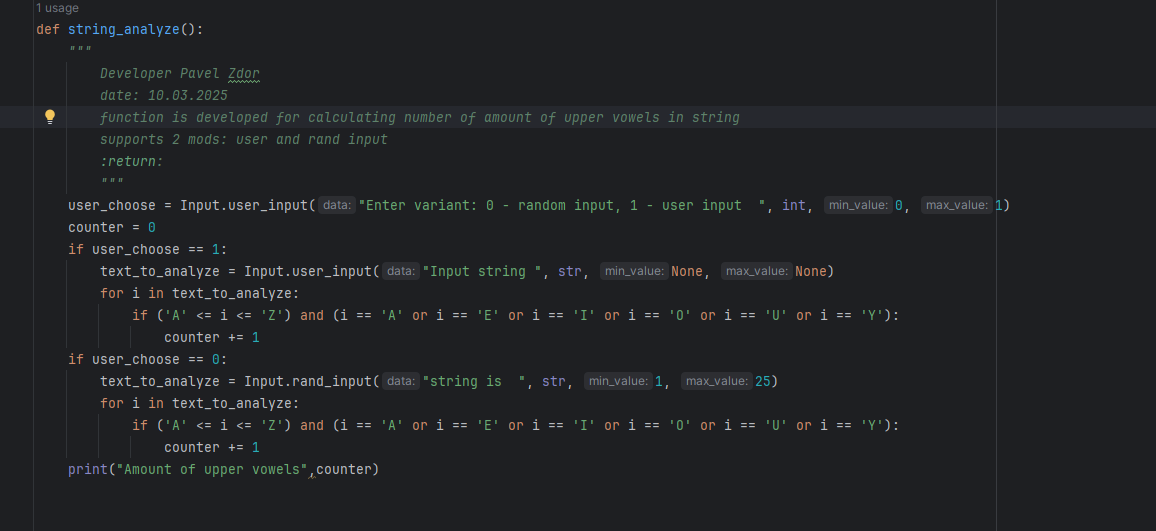 1 usage
def string_analyze():
"""
Developer Pavel Zdor
date: 10.03.2025
function is developed for calculating number of amount of upper vowels in string
supports 2 mods: user and rand input
:return:
"""
user_choose = Input.user_input( data: "Enter variant: 0 - random input, 1 - user input  ", int, min_value: 0, max_value: 1)
counter = 0
if user_choose == 1:
text_to_analyze = Input.user_input( data: "Input string ", str, min_value: None, max_value: None)
for i in text_to_analyze:
if ('A' <= i <= 'Z') and (i == 'A' or i == 'E' or i == 'I' or i == 'O' or i == 'U' or i == 'Y'):
counter += 1
if user_choose == 0:
text_to_analyze = Input.rand_input( data: "string is  ", str, min_value: 1, max_value: 25)
for i in text_to_analyze:
if ('A' <= i <= 'Z') and (i == 'A' or i == 'E' or i == 'I' or i == 'O' or i == 'U' or i == 'Y'):
counter += 1
print("Amount of upper vowels",counter)